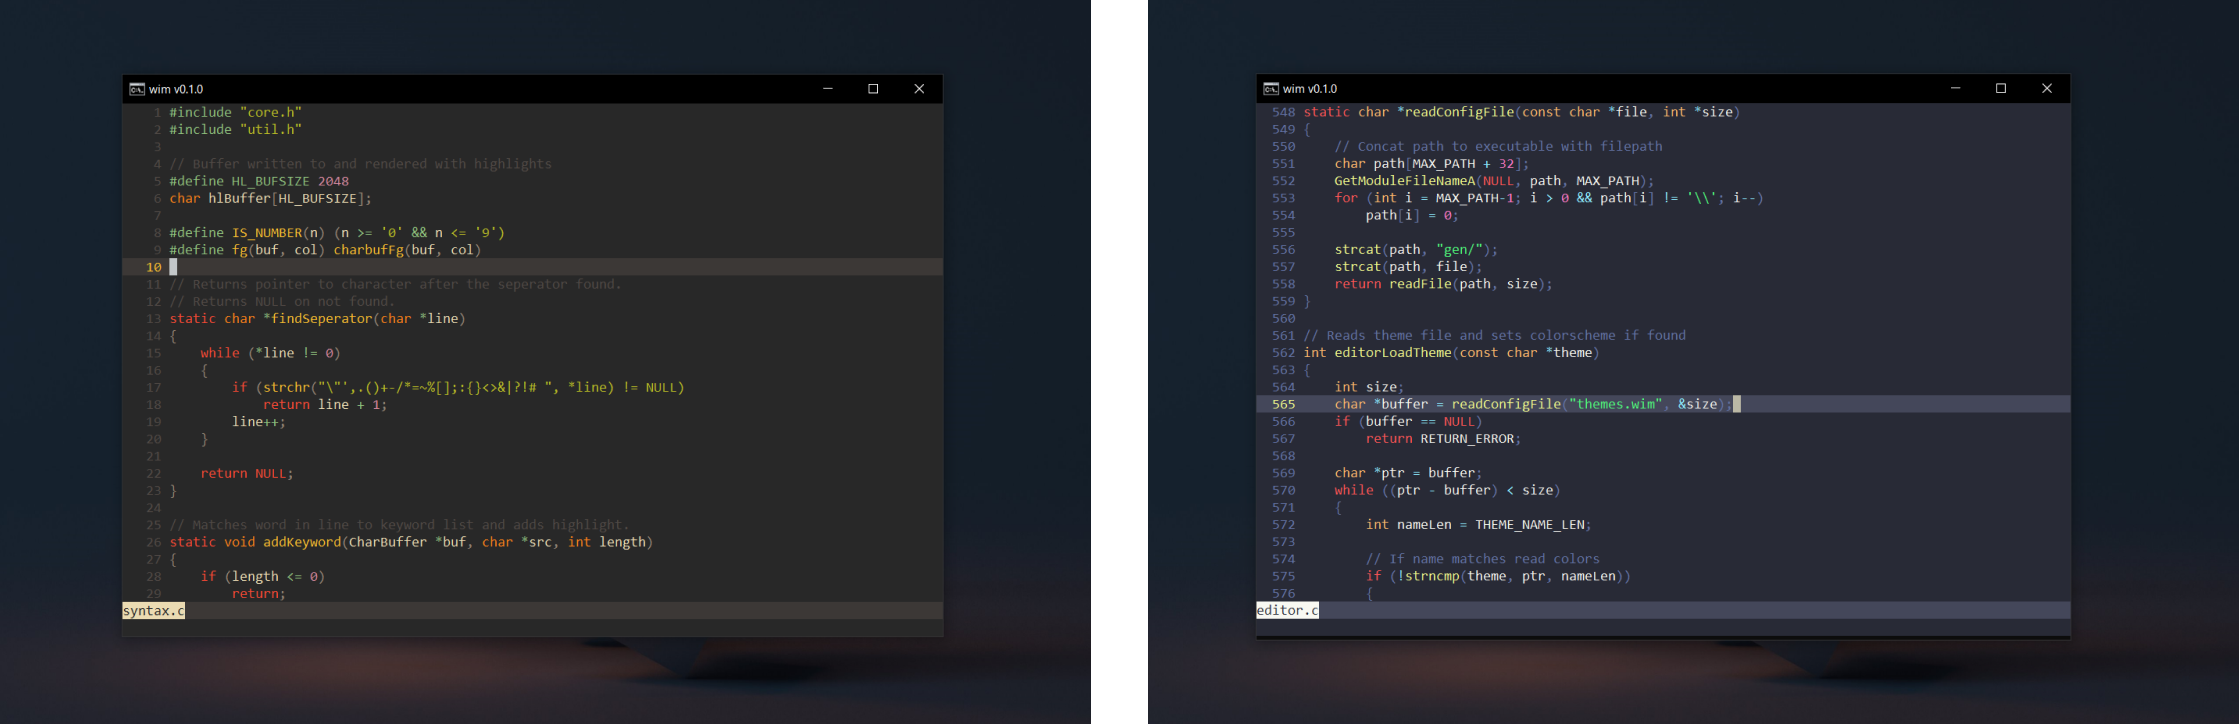 wim v0.1.0
1 #include "core.h"
2 #include "util.h"
3
4 // Buffer written to and rendered with highlights
5 #define HL_BUFSIZE 2048
6 char hlBuffer[HL_BUFSIZE];
7
8 #define IS_NUMBER(n) (n >= '0' && n <= '9')
9 #define fg(buf, col) charbufFg(buf, col)
10
11 // Returns pointer to character after the seperator found.
12 // Returns NULL on not found.
13 static char *findSeperator(char *line)
14 {
15     while (*line != 0)
16     {
17         if (strchr("\"',.()+-/*=~%[];:{}<>&|?!# ", *line) != NULL)
18             return line + 1;
19         line++;
20     }
21
22     return NULL;
23 }
24
25 // Matches word in line to keyword list and adds highlight.
26 static void addKeyword(CharBuffer *buf, char *src, int length)
27 {
28     if (length <= 0)
29         return;
syntax.c
wim v0.1.0
548 static char *readConfigFile(const char *file, int *size)
549 {
550     // Concat path to executable with filepath
551     char path[MAX_PATH + 32];
552     GetModuleFileNameA(NULL, path, MAX_PATH);
553     for (int i = MAX_PATH-1; i > 0 && path[i] != '\\'; i--)
554         path[i] = 0;
555
556     strcat(path, "gen/");
557     strcat(path, file);
558     return readFile(path, size);
559 }
560
561 // Reads theme file and sets colorscheme if found
562 int editorLoadTheme(const char *theme)
563 {
564     int size;
565     char *buffer = readConfigFile("themes.wim", &size);
566     if (buffer == NULL)
567         return RETURN_ERROR;
568
569     char *ptr = buffer;
570     while ((ptr - buffer) < size)
571     {
572         int nameLen = THEME_NAME_LEN;
573
574         // If name matches read colors
575         if (!strncmp(theme, ptr, nameLen))
576         {
editor.c